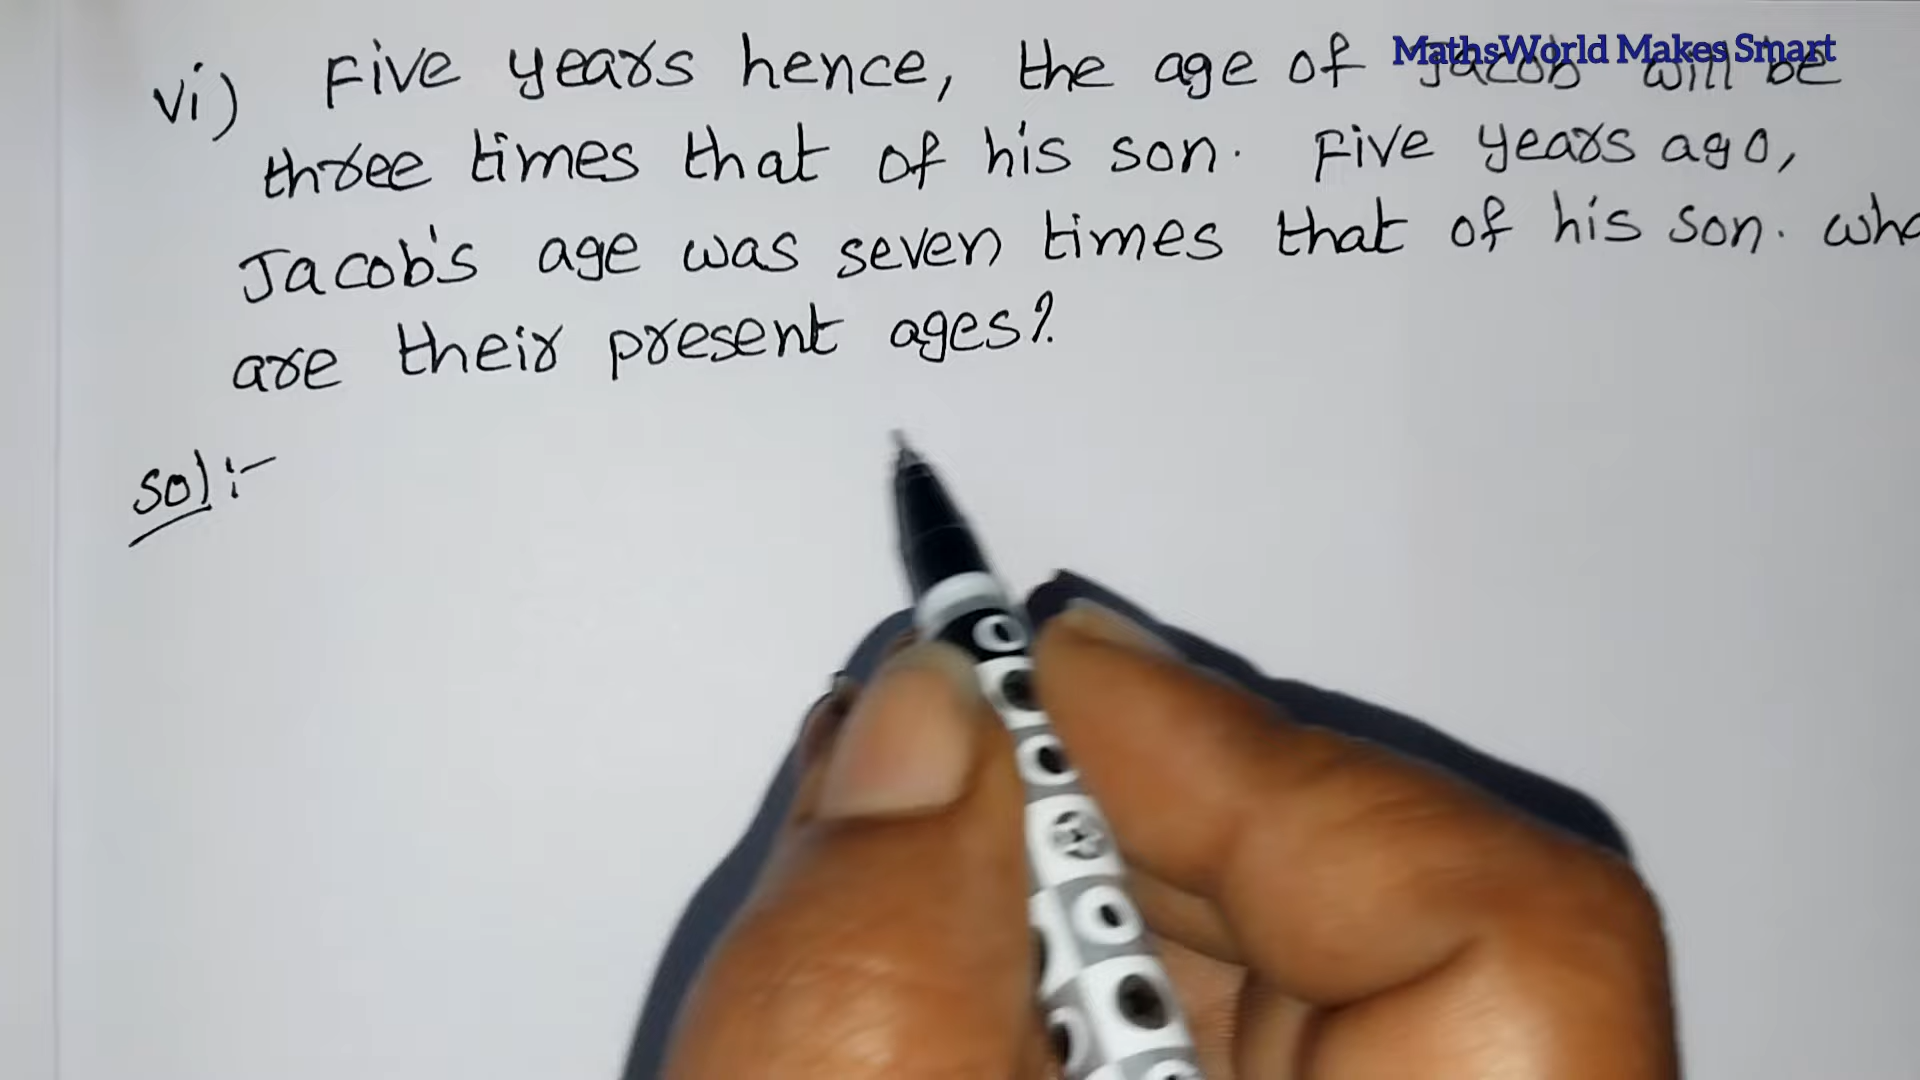 MathsWorld Makes Smart
vi) Five years hence, the age of Jacob will be
three times that of his son. Five years ago,
Jacob's age was seven times that of his son.
are their present ages?
Sol:-